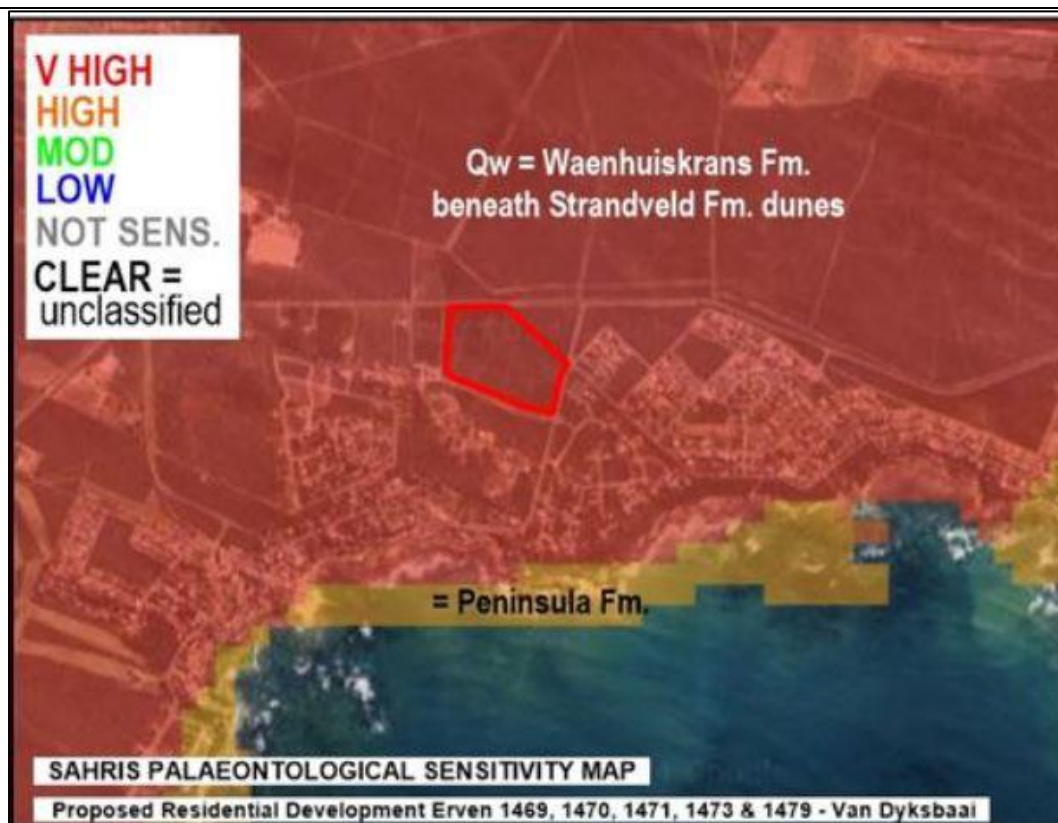 V HIGH
HIGH
MOD
LOW
NOT SENS.
CLEAR =
unclassified
Qw = Waenhuiskrans Fm.
beneath Strandveld Fm. dunes
= Peninsula Fm.
SAHRIS PALAEONTOLOGICAL SENSITIVITY MAP
Proposed Residential Development Erven 1469, 1470, 1471, 1473 & 1479 - Van Dyksbaai